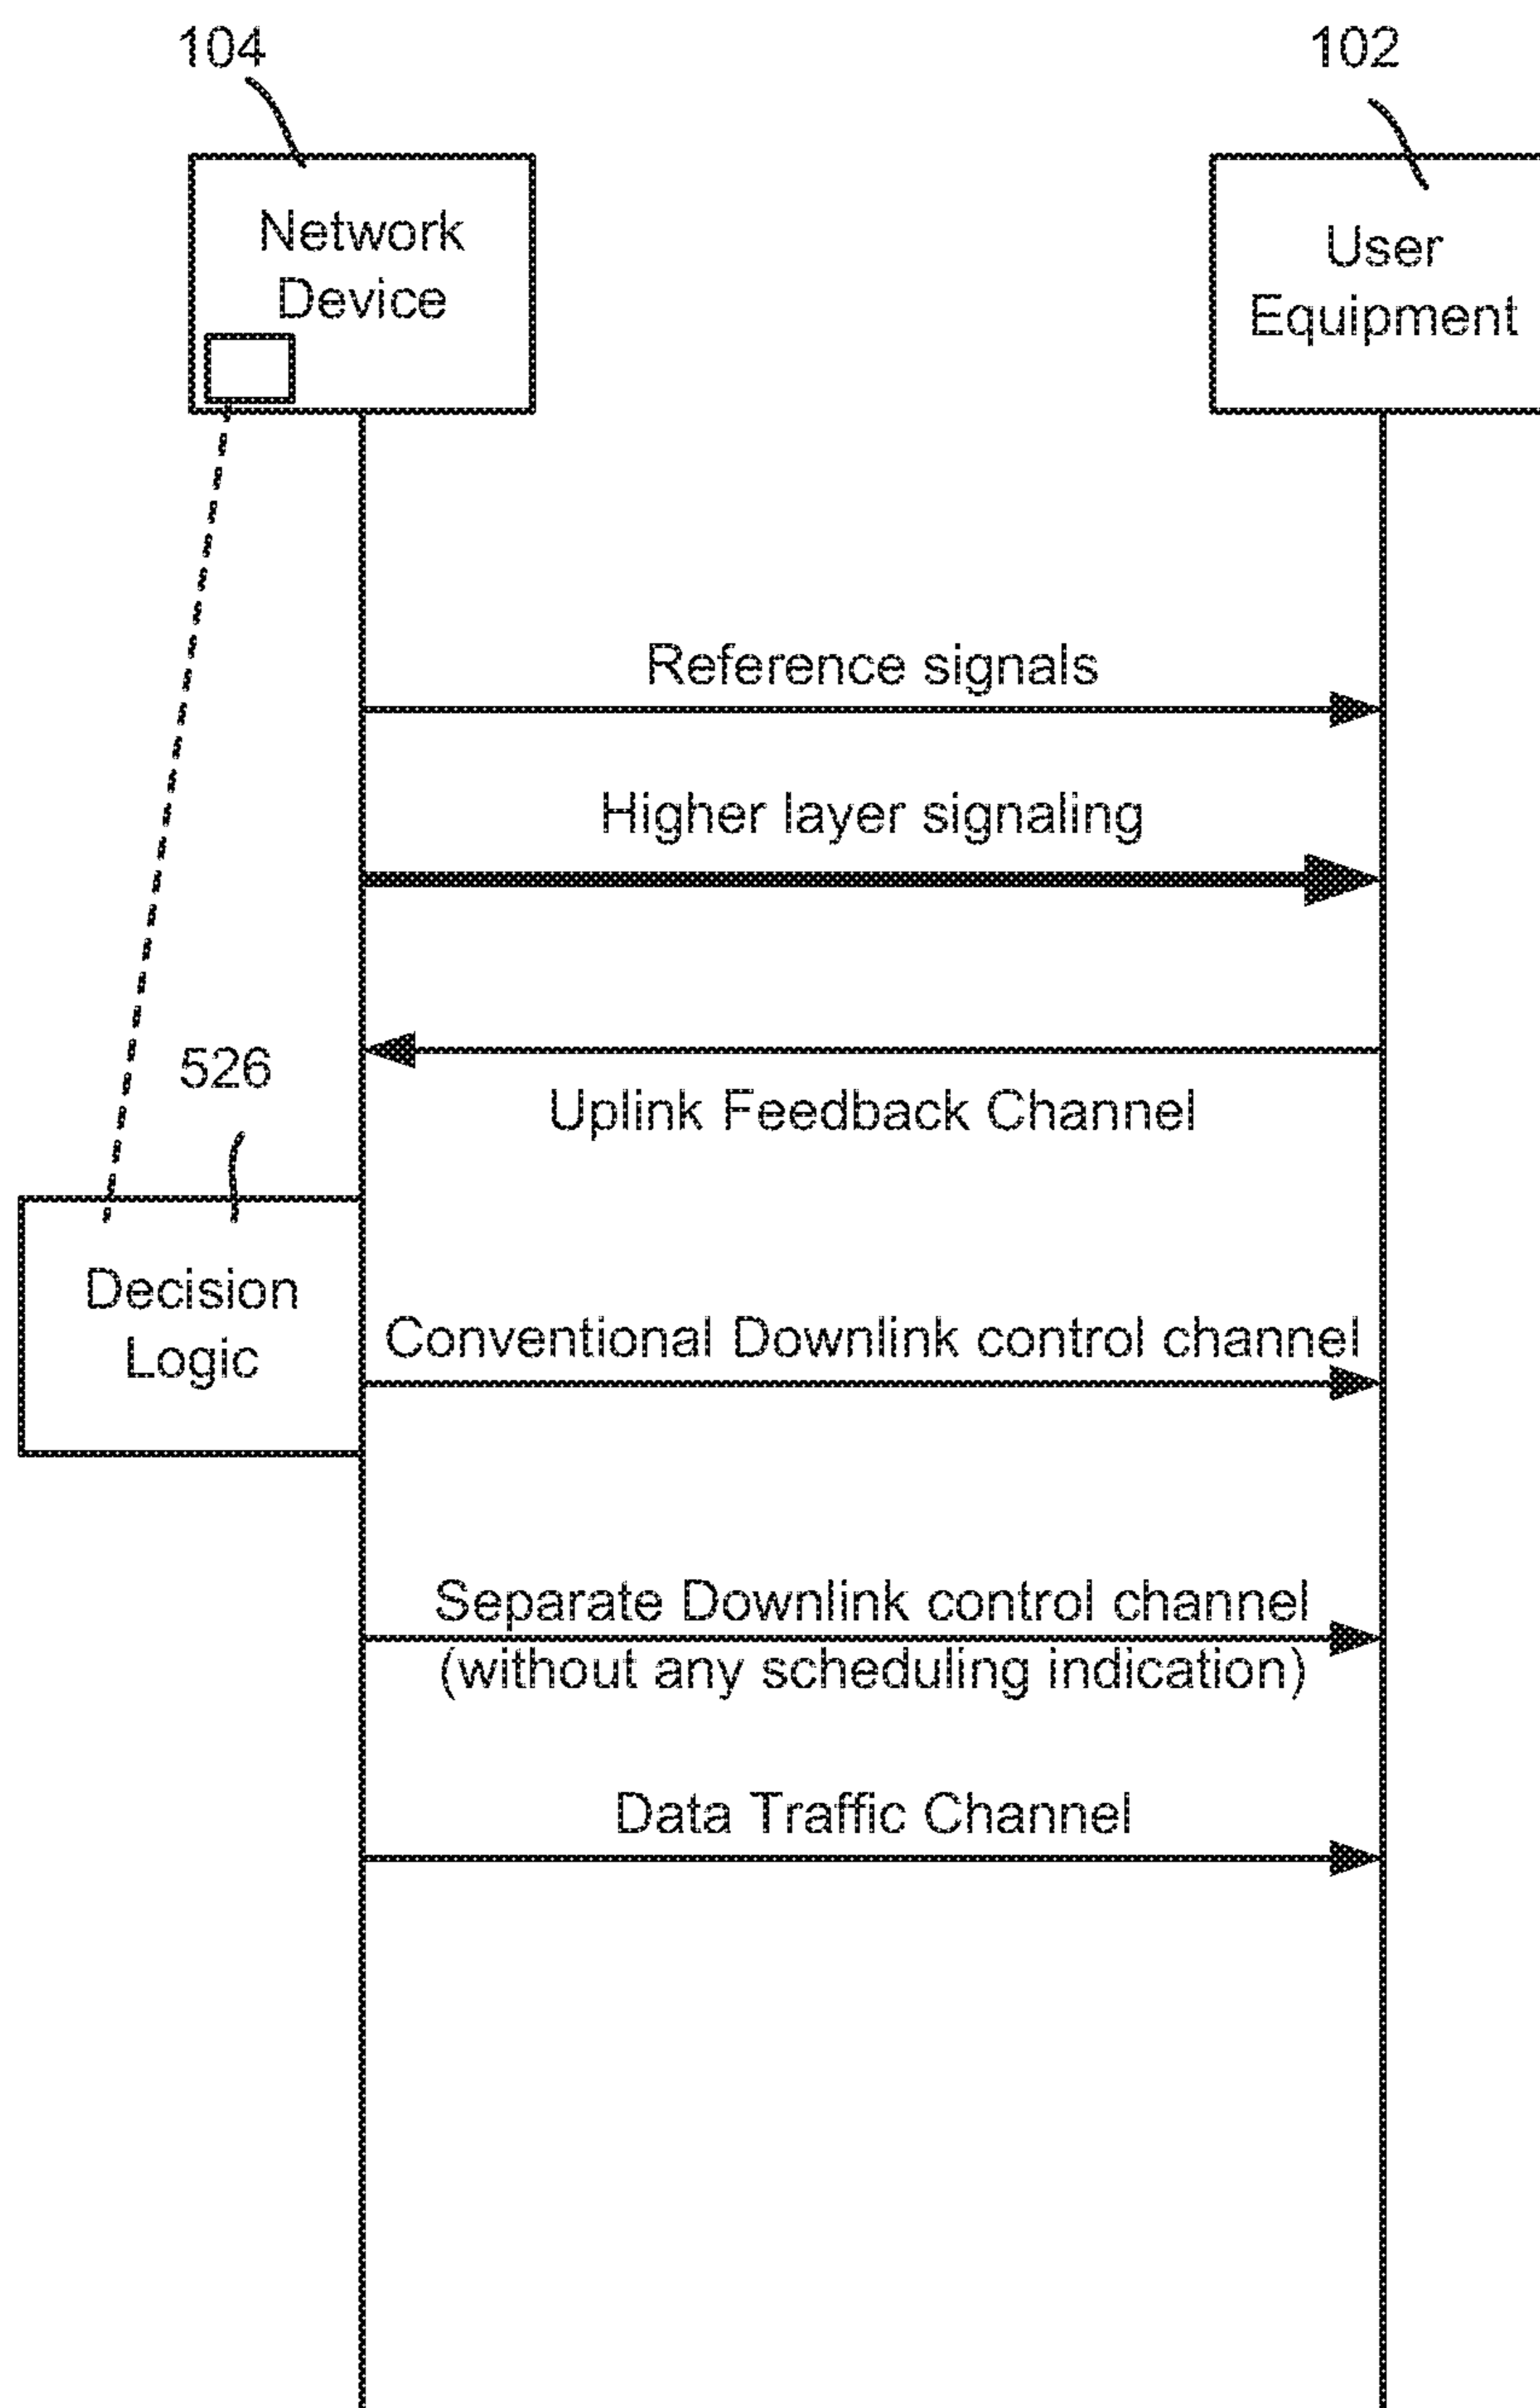 104
102
Network
Device
User
Equipment
Reference signals
Higher layer signaling
526
Uplink Feedback Channel
Decision
Logic
Conventional Downlink control channel
Separate Downlink control channel
(without any scheduling indication)
Data Traffic Channel